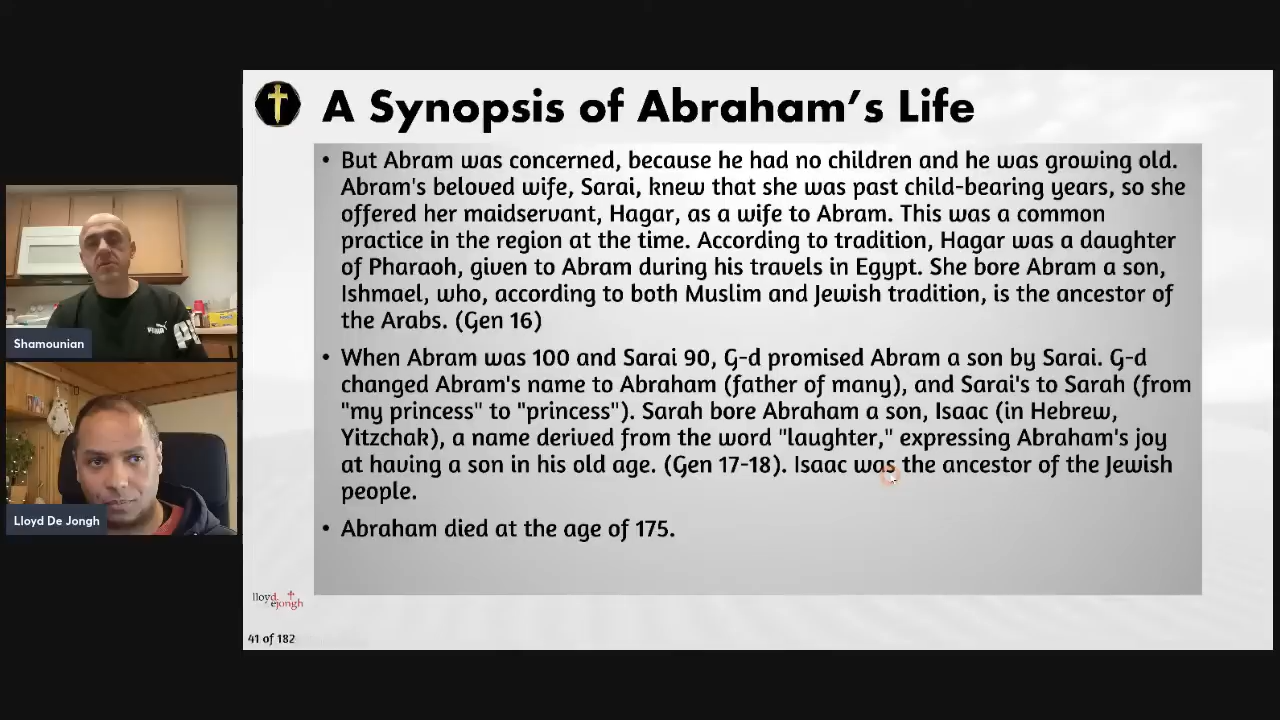 A Synopsis of Abraham's Life
• But Abram was concerned, because he had no children and he was growing old.
Abram's beloved wife, Sarai, knew that she was past child-bearing years, so she
offered her maidservant, Hagar, as a wife to Abram. This was a common
practice in the region at the time. According to tradition, Hagar was a daughter
of Pharaoh, given to Abram during his travels in Egypt. She bore Abram a son,
Ishmael, who, according to both Muslim and Jewish tradition, is the ancestor of
the Arabs. (Gen 16)
• When Abram was 100 and Sarai 90, G-d promised Abram a son by Sarai. G-d
changed Abram's name to Abraham (father of many), and Sarai's to Sarah (from
"my princess" to "princess"). Sarah bore Abraham a son, Isaac (in Hebrew,
Yitzchak), a name derived from the word "laughter," expressing Abraham's joy
at having a son in his old age. (Gen 17-18). Isaac was the ancestor of the Jewish
people.
• Abraham died at the age of 175.
Shamounian
Lloyd De Jongh
lloyd
ejongh
41 of 182